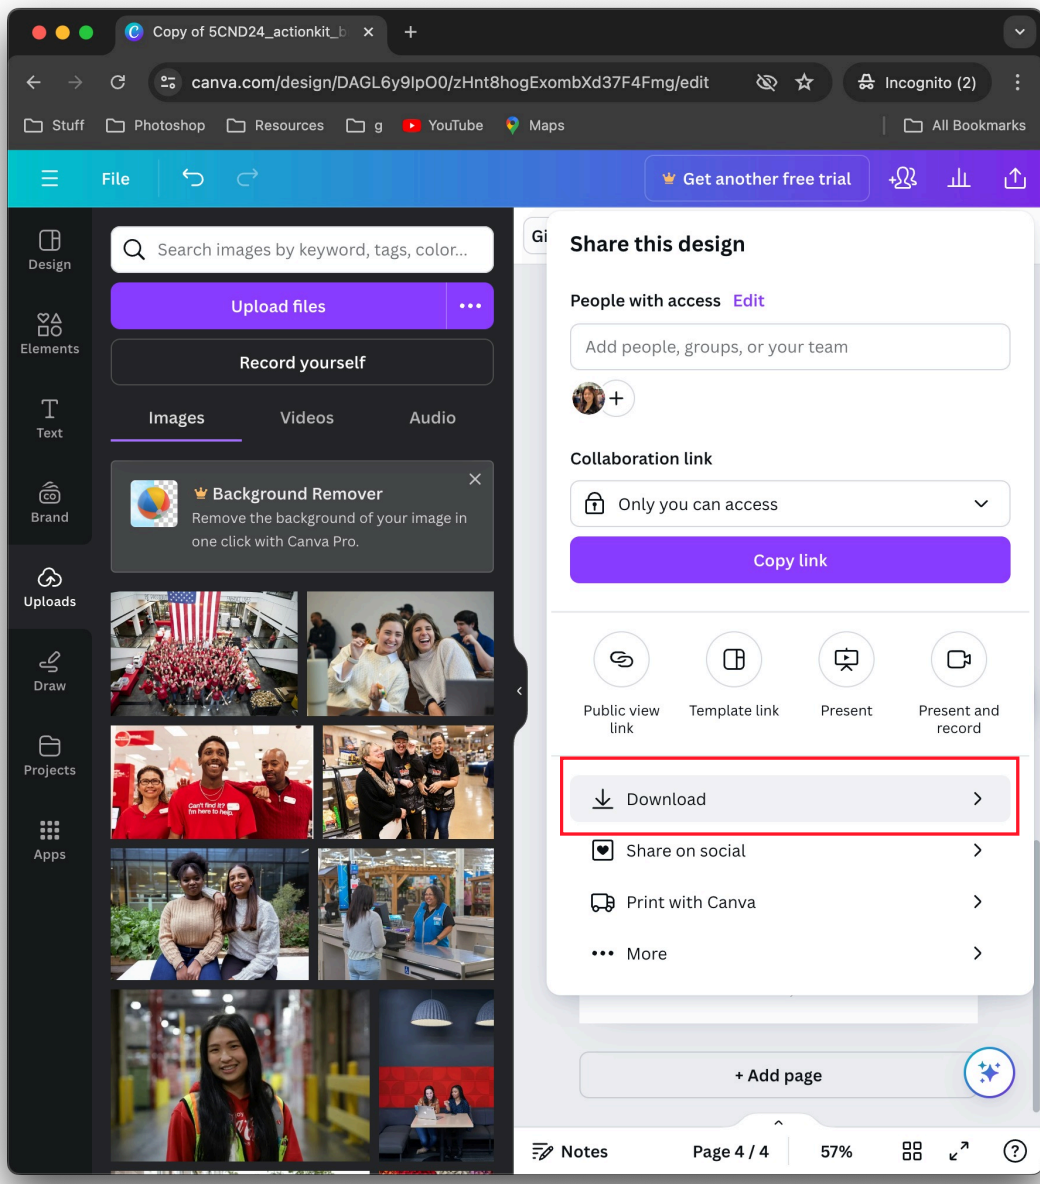 Copy of 5CND24_actionkit_b
canva.com/design/DAGL6y9lpO0/zHnt8hogExombXd37F4Fmg/edit
Incognito (2)
Stuff
Photoshop
Resources
g
YouTube
Maps
All Bookmarks
File
Get another free trial
Design
Elements
Text
Brand
Uploads
Draw
Projects
Apps
Search images by keyword, tags, color...
Upload files
Record yourself
Images
Videos
Audio
Background Remover
Remove the background of your image in
one click with Canva Pro.
Can't find it?
I'm here to help.
Gi
Share this design
People with access Edit
Add people, groups, or your team
Collaboration link
Only you can access
Copy link
Public view
link
Template link
Present
Present and
record
Download
Share on social
Print with Canva
More
+ Add page
Notes
Page 4 / 4
57%